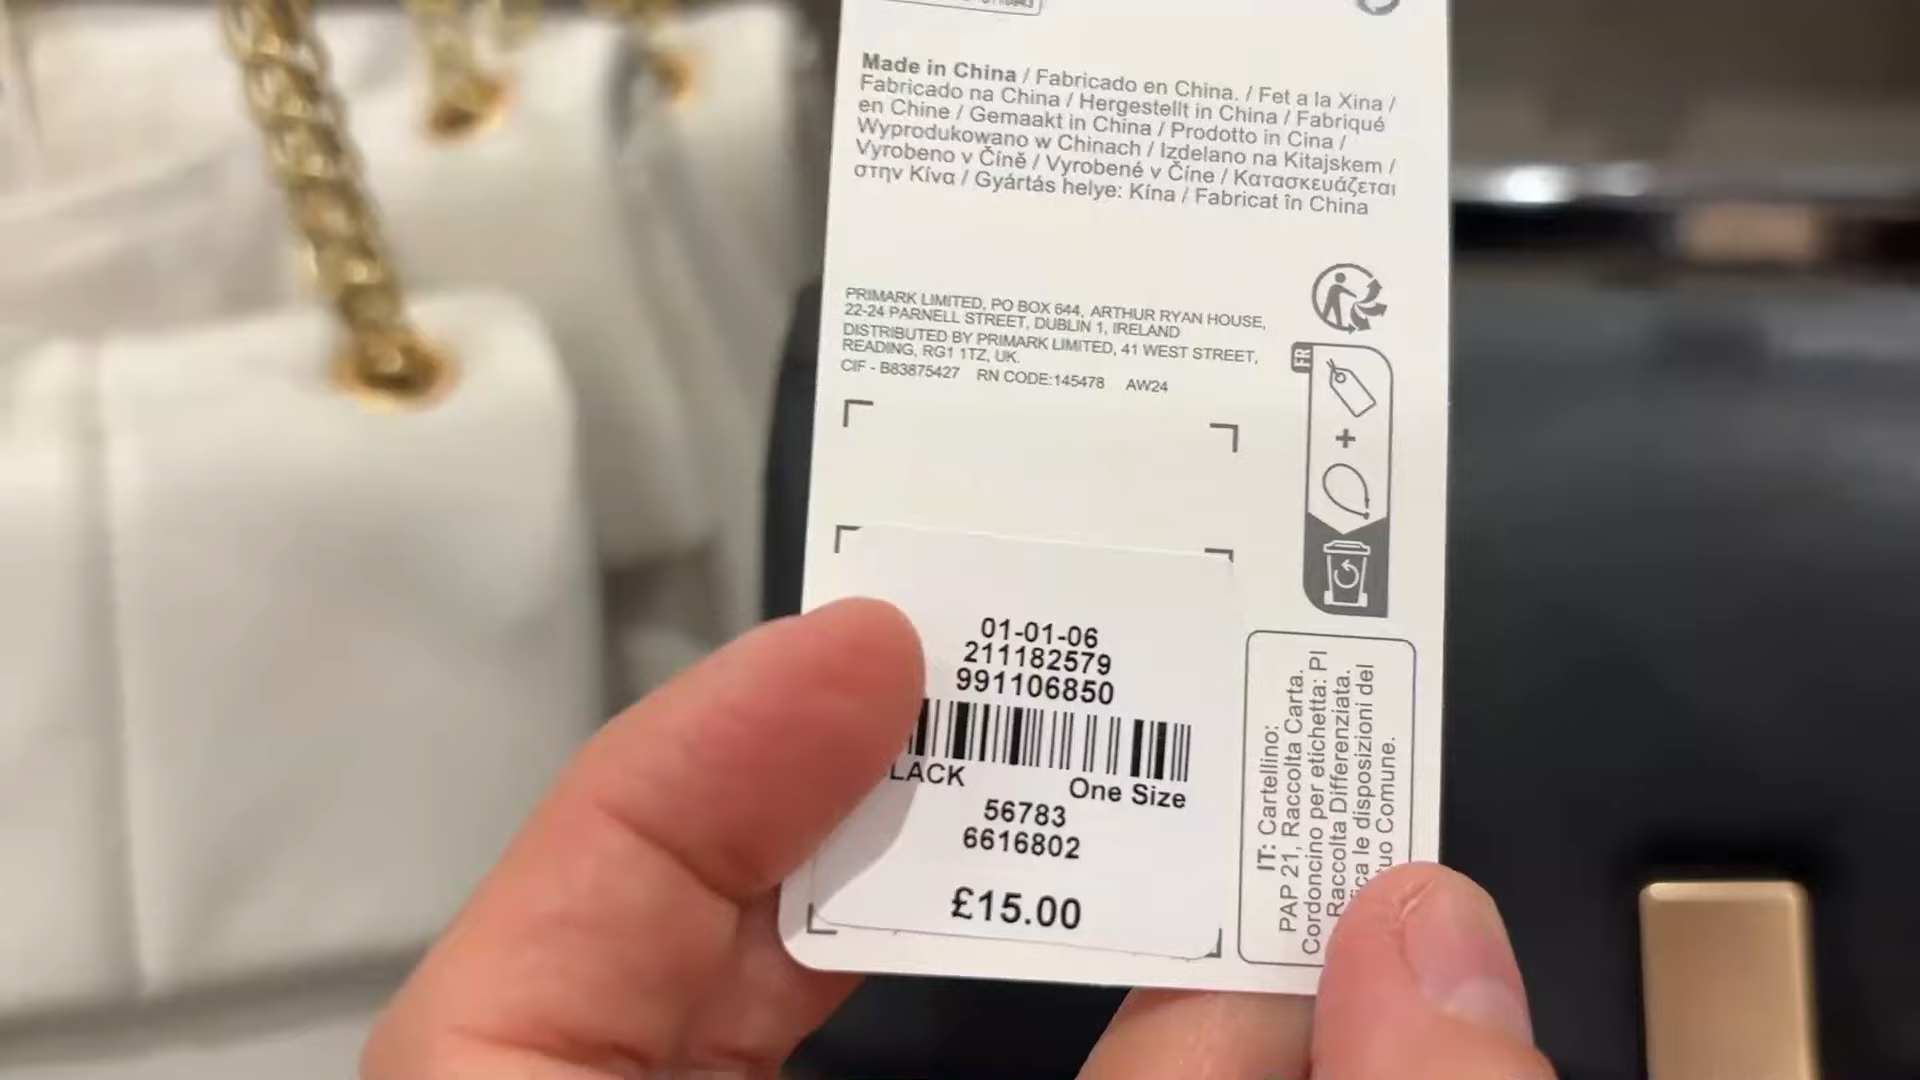 Made in China / Fabricado en China. / Fet a la Xina /
Fabricado na China / Hergestellt in China / Fabriqué
en Chine / Gemaakt in China / Prodotto in Cina /
Wyprodukowano w Chinach / Izdelano na Kitajskem /
Vyrobeno v Číně / Vyrobené v Číne / Κατασκευάζεται
στην Κίνα / Gyártás helye: Kína / Fabricat în China
PRIMARK LIMITED, PO BOX 644, ARTHUR RYAN HOUSE,
22-24 PARNELL STREET, DUBLIN 1, IRELAND
DISTRIBUTED BY PRIMARK LIMITED, 41 WEST STREET,
READING, RG1 1TZ, UK.
CIF - B83875427 RN CODE:145478 AW24
FR
01-01-06
211182579
991106850
LACK One Size
56783
6616802
£15.00
IT: Cartellino:
PAP 21, Raccolta Carta.
Cordoncino per etichetta: PI
Raccolta Differenziata.
ica le disposizioni del
uo Comune.